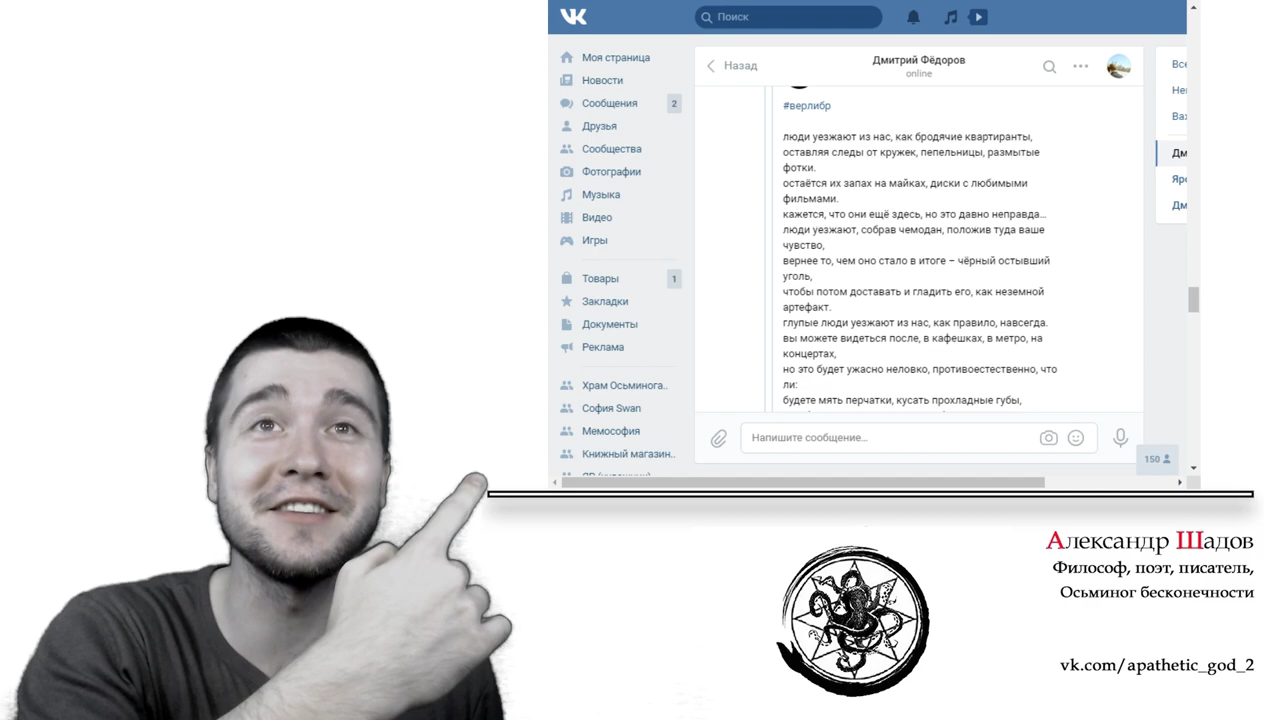 Поиск
Моя страница
Новости
Сообщения 2
Друзья
Сообщества
Фотографии
Музыка
Видео
Игры
Товары 1
Закладки
Документы
Реклама
Храм Осьминога..
София Swan
Мемософия
Книжный магазин..
Назад
Дмитрий Фёдоров
online
#верлибр
люди уезжают из нас, как бродячие квартиранты,
оставляя следы от кружек, пепельницы, размытые
фотки.
остаётся их запах на майках, диски с любимыми
фильмами.
кажется, что они ещё здесь, но это давно неправда…
люди уезжают, собрав чемодан, положив туда ваше
чувство,
вернее то, чем оно стало в итоге – чёрный остывший
уголь,
чтобы потом доставать и гладить его, как неземной
артефакт.
глупые люди уезжают из нас, как правило, навсегда.
вы можете видеться после, в кафешках, в метро, на
концертах,
но это будет ужасно неловко, противоестественно, что
ли:
будете мять перчатки, кусать прохладные губы,
Напишите сообщение…
Все
Ва
Дм
Яро
Дм
150
Александр Шадов
Философ, поэт, писатель,
Осьминог бесконечности
vk.com/apathetic_god_2